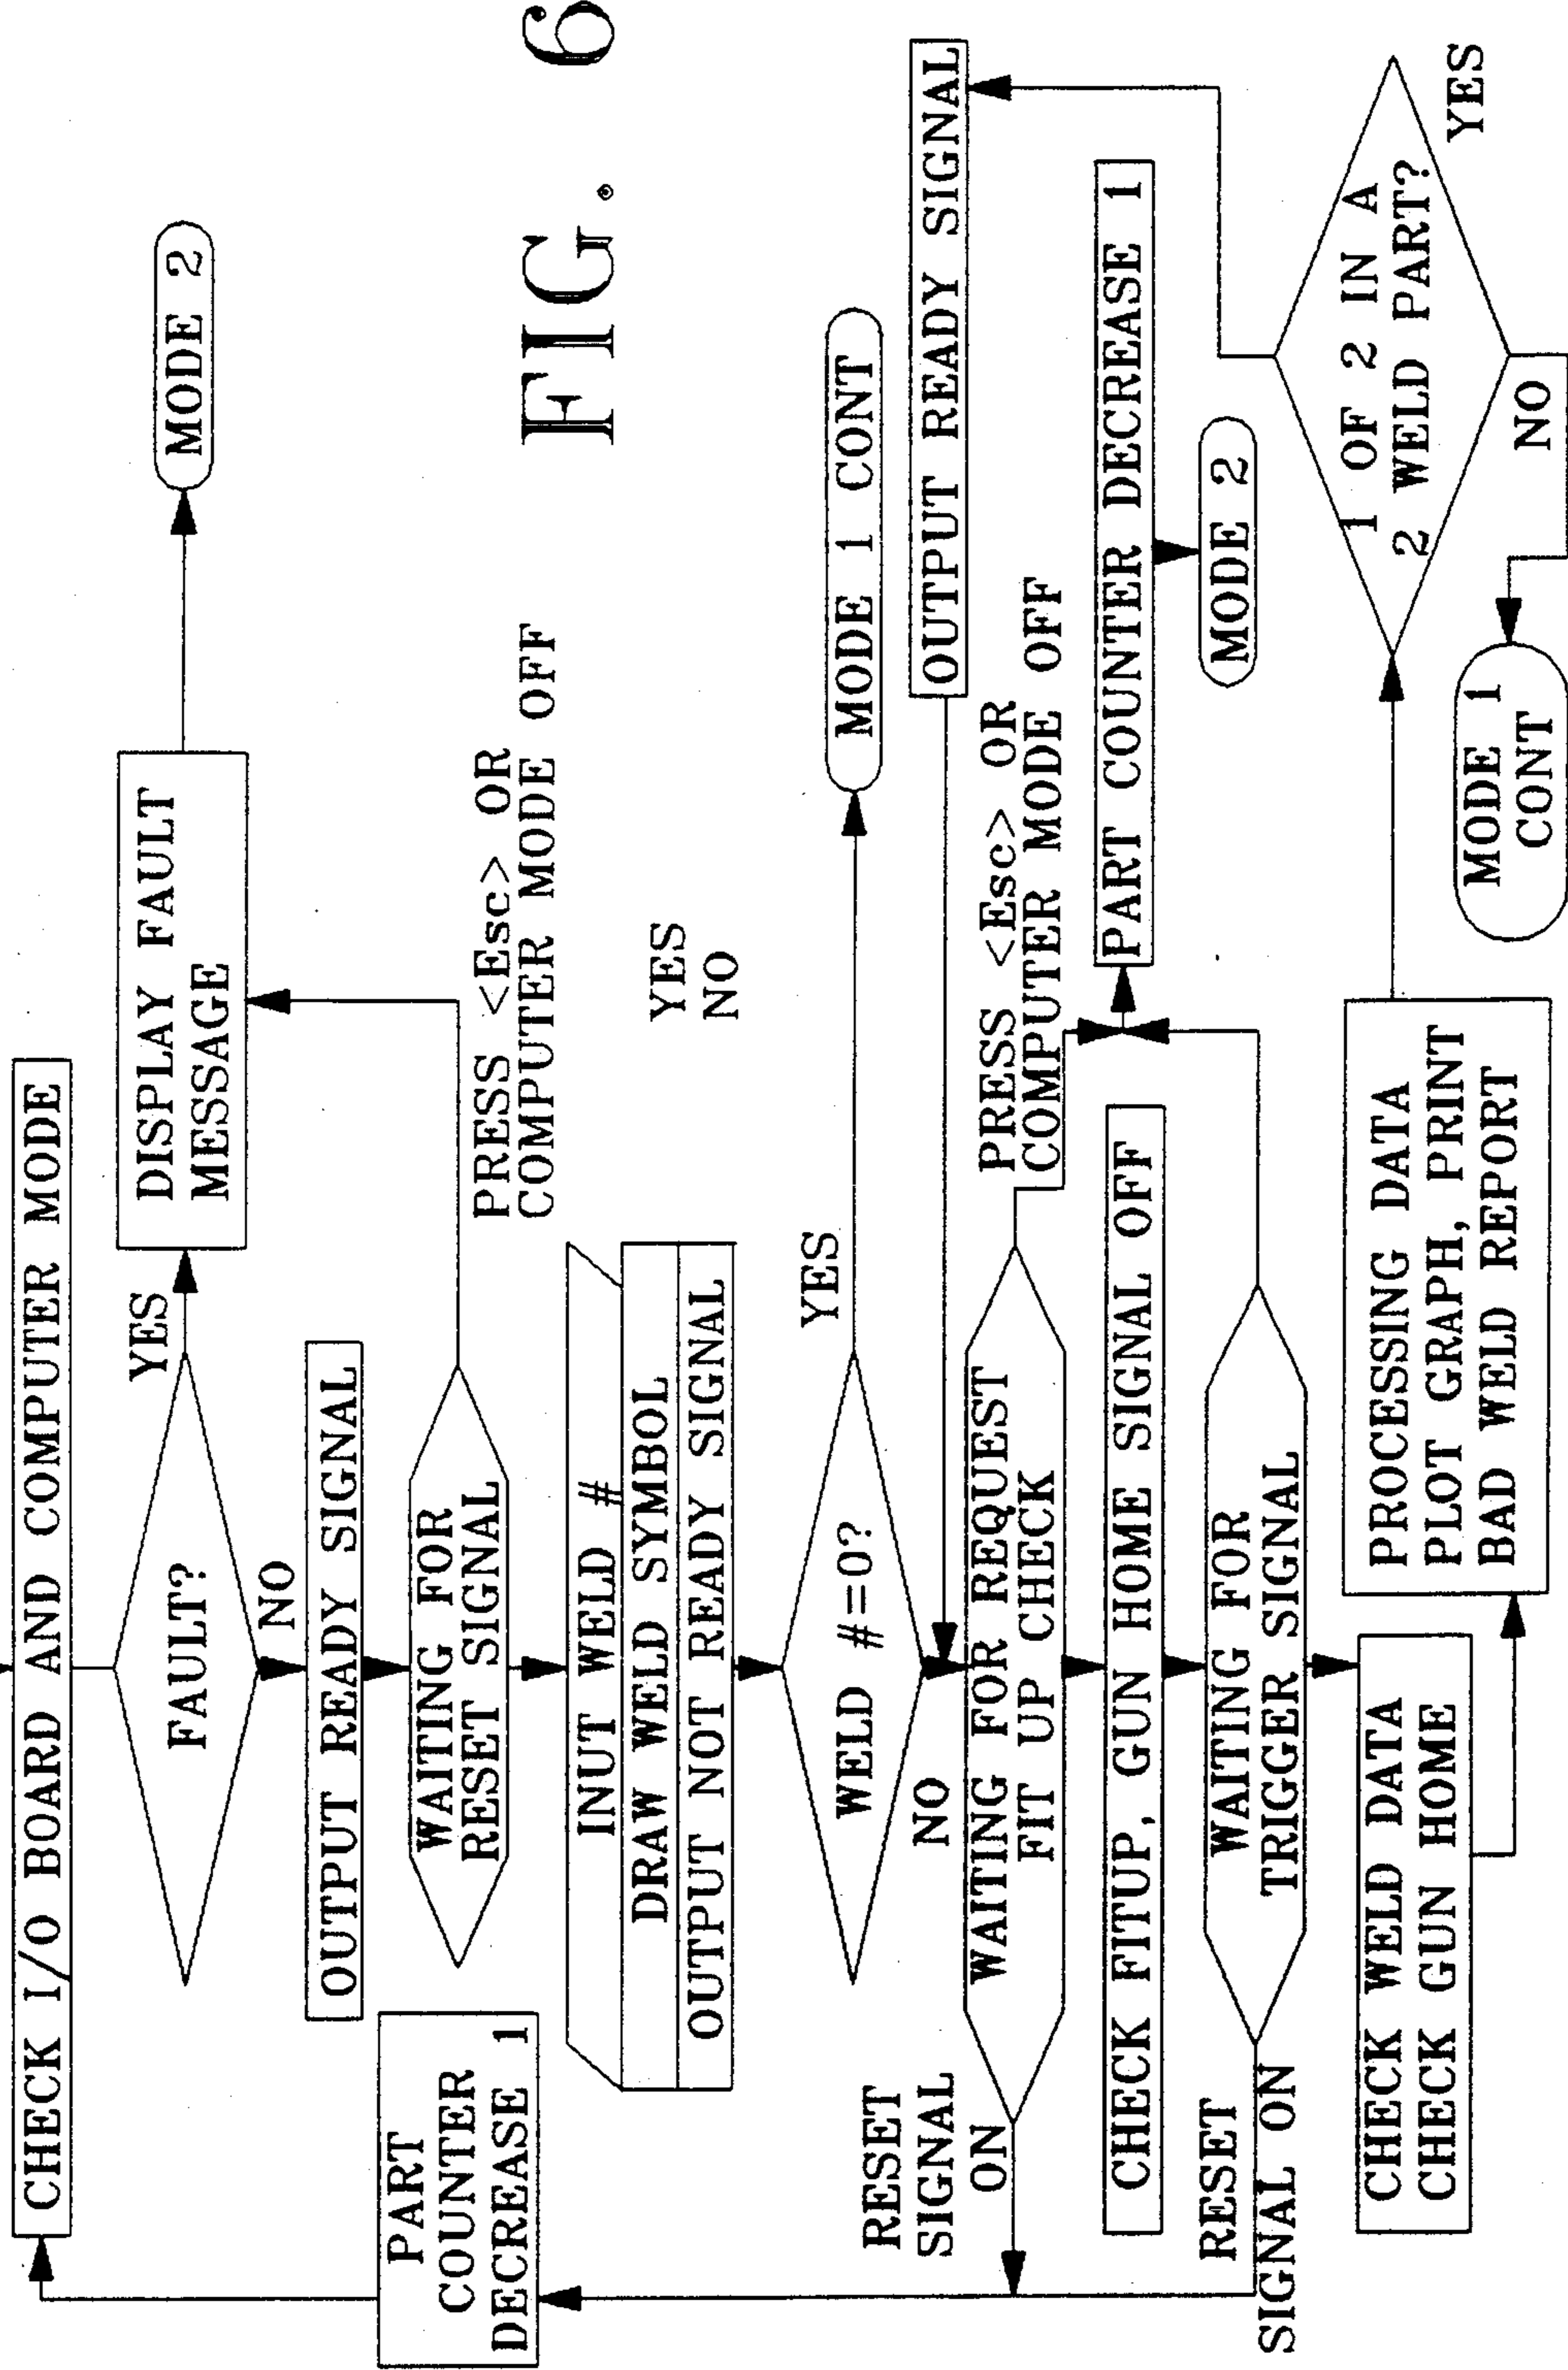 CHECK I/O BOARD AND COMPUTER MODE
FAULT?
YES
DISPLAY FAULT
MESSAGE
MODE 2
NO
OUTPUT READY SIGNAL
PART
COUNTER
DECREASE 1
WAITING FOR
RESET SIGNAL
PRESS <Esc> OR
COMPUTER MODE OFF
FIG. 6
INUT WELD #
DRAW WELD SYMBOL
OUTPUT NOT READY SIGNAL
YES
NO
WELD #=0?
YES
MODE 1 CONT
NO
OUTPUT READY SIGNAL
RESET
SIGNAL
ON
WAITING FOR REQUEST
FIT UP CHECK
PRESS <Esc> OR
COMPUTER MODE OFF
CHECK FITUP, GUN HOME SIGNAL OFF
PART COUNTER DECREASE 1
MODE 2
RESET
SIGNAL ON
WAITING FOR
TRIGGER SIGNAL
CHECK WELD DATA
CHECK GUN HOME
PROCESSING DATA
PLOT GRAPH, PRINT
BAD WELD REPORT
1 OF 2 IN A
2 WELD PART?
YES
NO
MODE 1
CONT